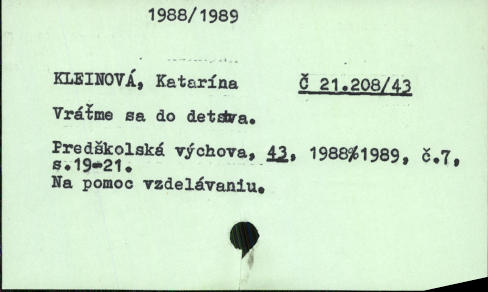 1988/1989
KLEINOVÁ, Katarína Č 21.208/43
Vráťme sa do detstva.
Predškolská výchova, 43, 1988/1989, č.7,
s.19-21.
Na pomoc vzdelávaniu.